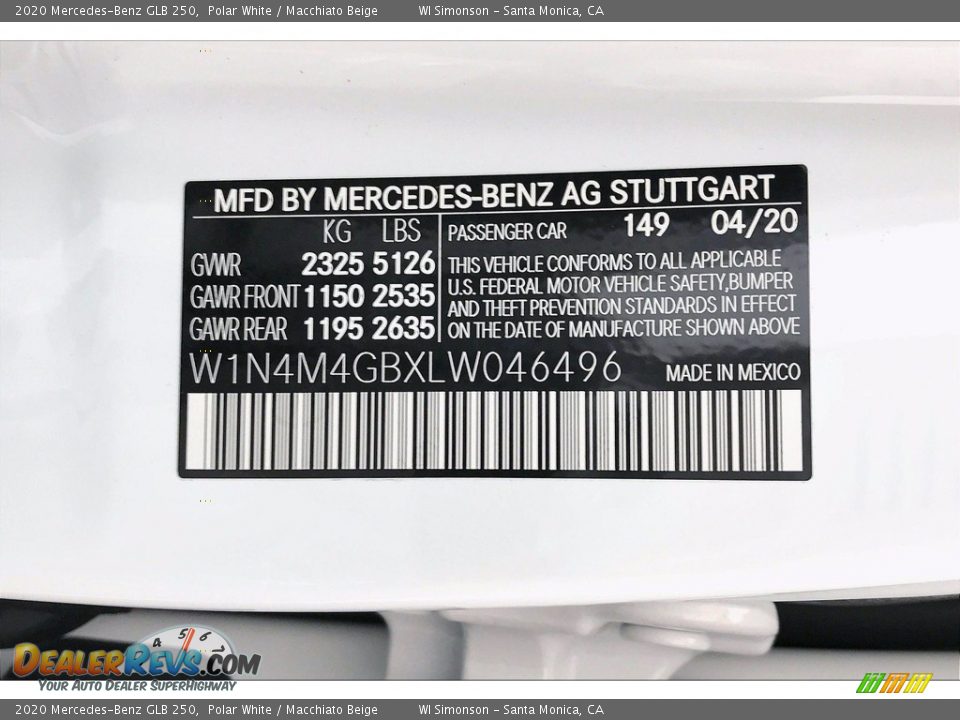 2020 Mercedes-Benz GLB 250, Polar White / Macchiato Beige WI Simonson - Santa Monica, CA
MFD BY MERCEDES-BENZ AG STUTTGART
KG LBS
GVWR 2325 5126
GAWR FRONT 1150 2535
GAWR REAR 1195 2635
PASSENGER CAR 149 04/20
THIS VEHICLE CONFORMS TO ALL APPLICABLE
U.S. FEDERAL MOTOR VEHICLE SAFETY,BUMPER
AND THEFT PREVENTION STANDARDS IN EFFECT
ON THE DATE OF MANUFACTURE SHOWN ABOVE
W1N4M4GBXLW046496 MADE IN MEXICO
4 5 6 7
DEALERREVS.COM
YOUR AUTO DEALER SUPERHIGHWAY
2020 Mercedes-Benz GLB 250, Polar White / Macchiato Beige WI Simonson - Santa Monica, CA